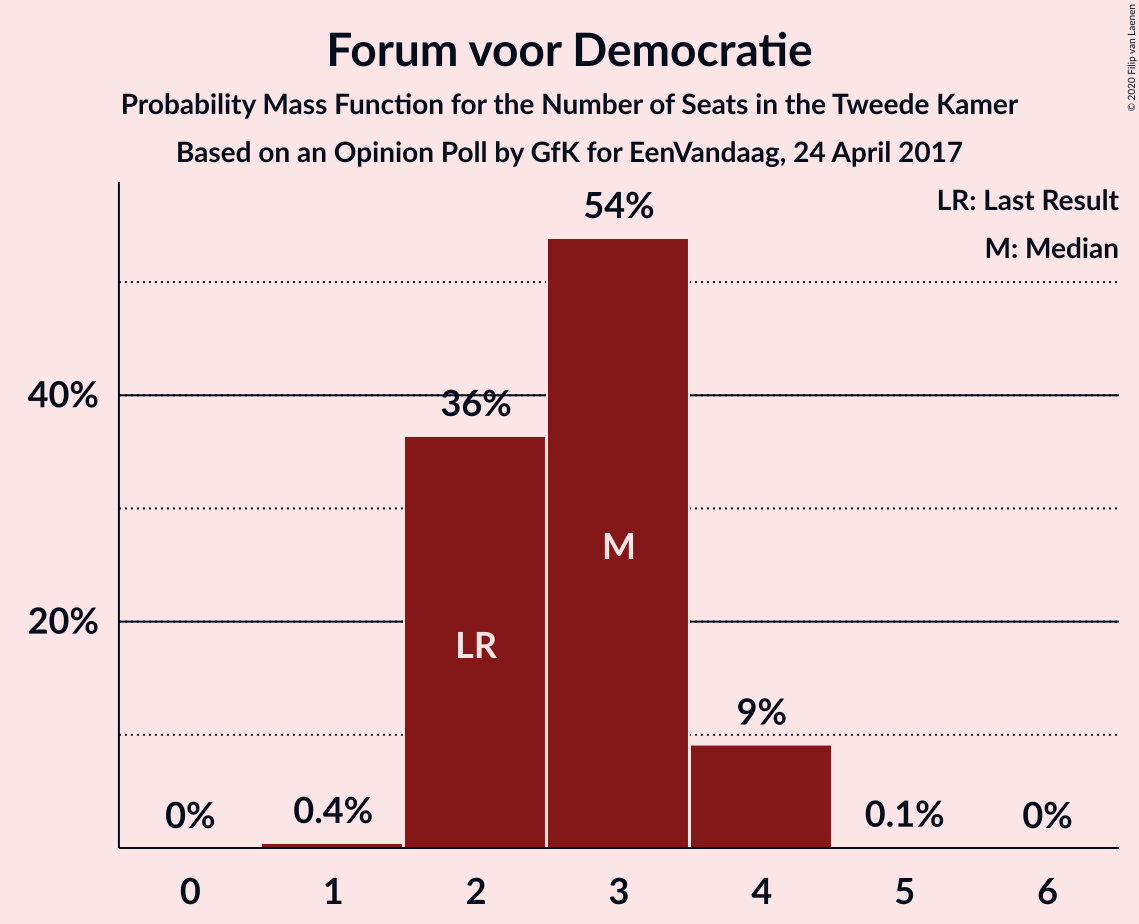 Forum voor Democratie
Probability Mass Function for the Number of Seats in the Tweede Kamer
Based on an Opinion Poll by GfK for EenVandaag, 24 April 2017
© 2020 Filip van Laenen
LR: Last Result
M: Median
54%
40%
36%
M
20%
LR
9%
0%
0.4%
0.1%
0%
0 1 2 3 4 5 6